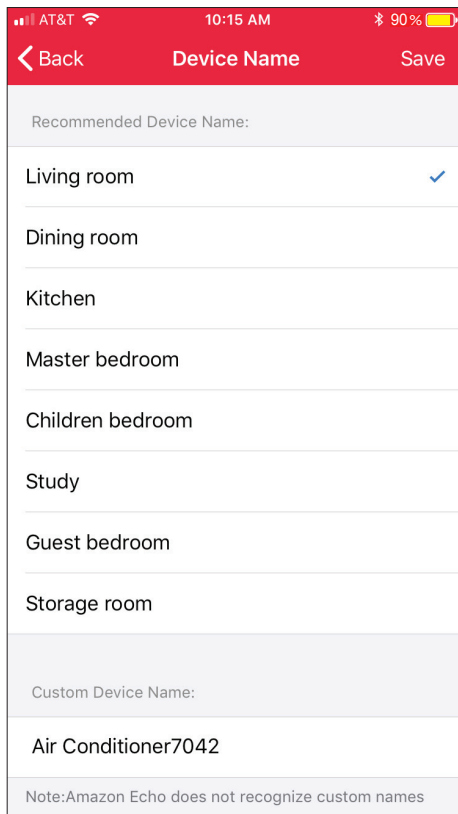 AT&T 10:15 AM 90%
Back Device Name Save
Recommended Device Name:
Living room
Dining room
Kitchen
Master bedroom
Children bedroom
Study
Guest bedroom
Storage room
Custom Device Name:
Air Conditioner7042
Note:Amazon Echo does not recognize custom names